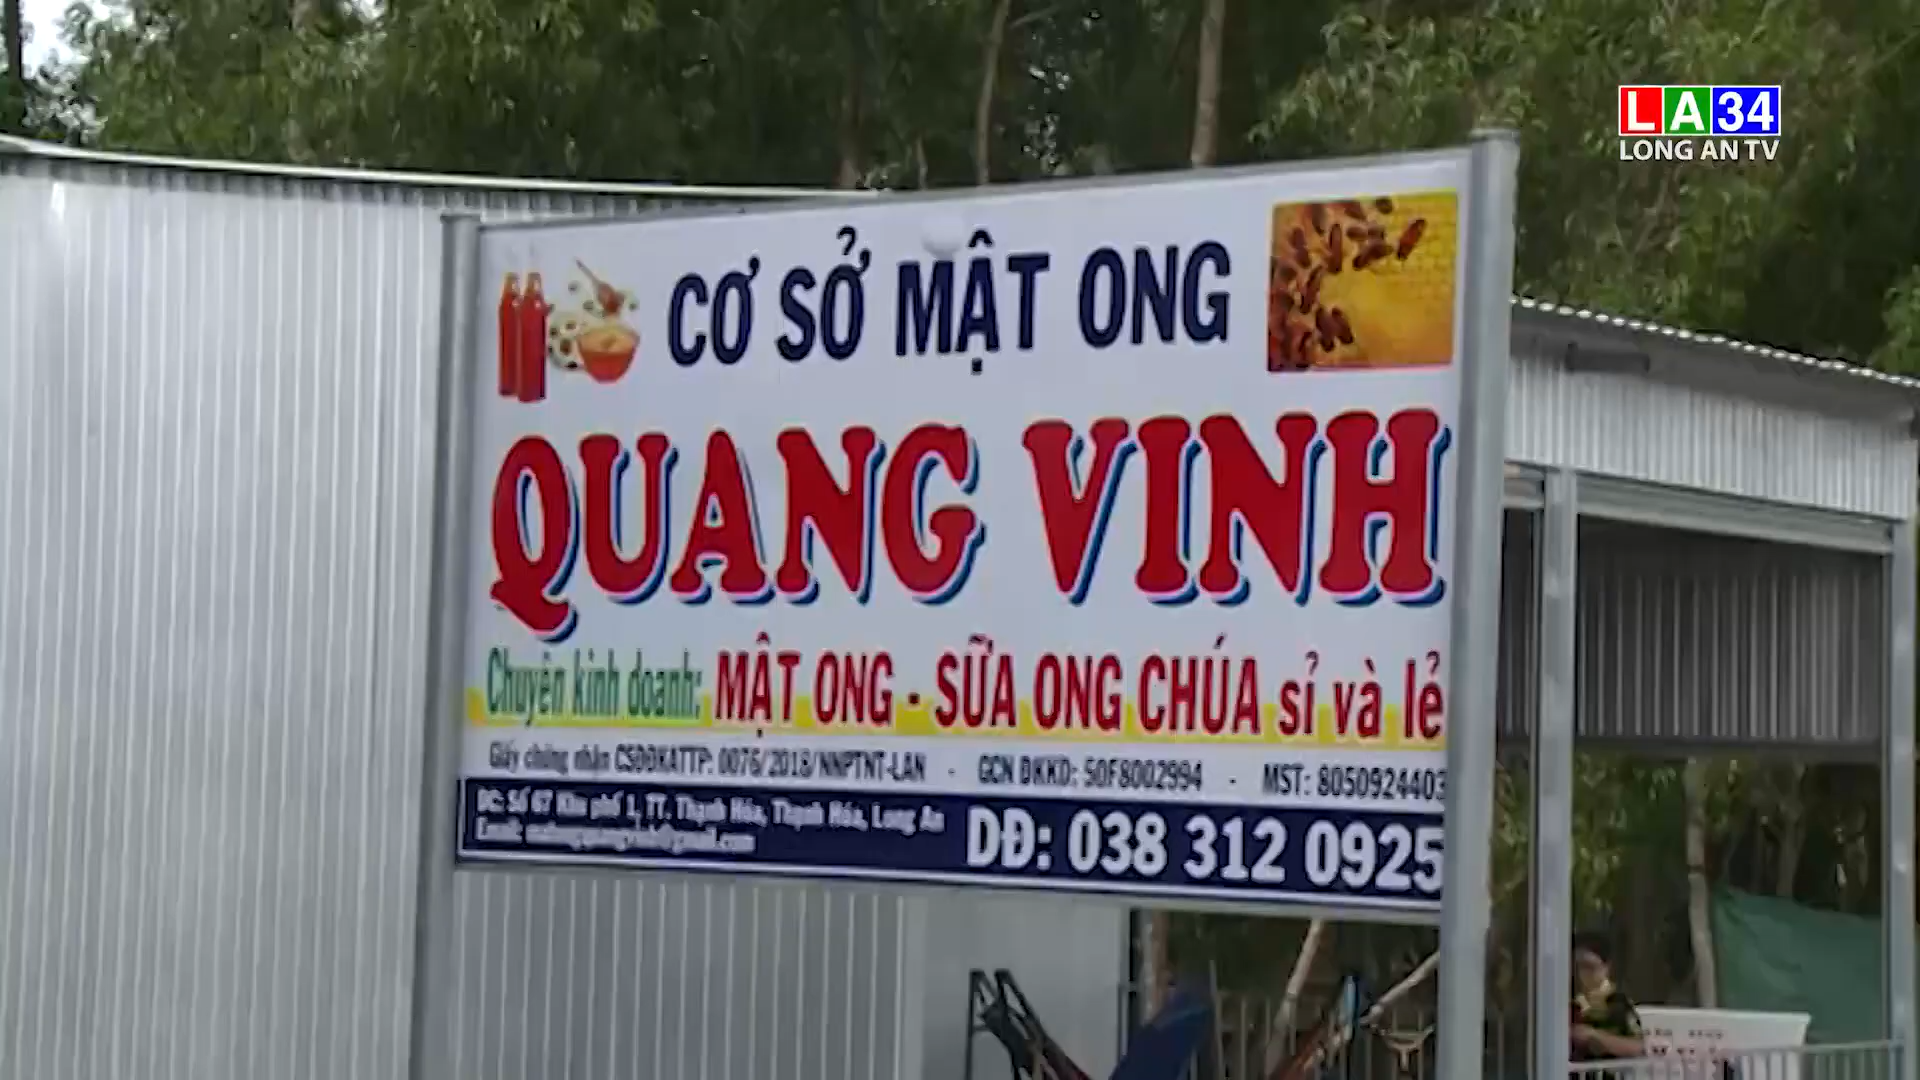 LA34
LONG AN TV
CƠ SỞ MẬT ONG
QUANG VINH
Chuyên kinh doanh: MẬT ONG - SỮA ONG CHÚA sỉ và lẻ
Giấy chứng nhận CSĐĐKATTP: 0076/2018/NNPTNT-LAN - GCN ĐKKD: 50F8002994 - MST: 8050924403
ĐC: Số 67 Khu phố 1, TT. Thạnh Hóa, Thạnh Hóa, Long An
Email:
DĐ: 038 312 0925